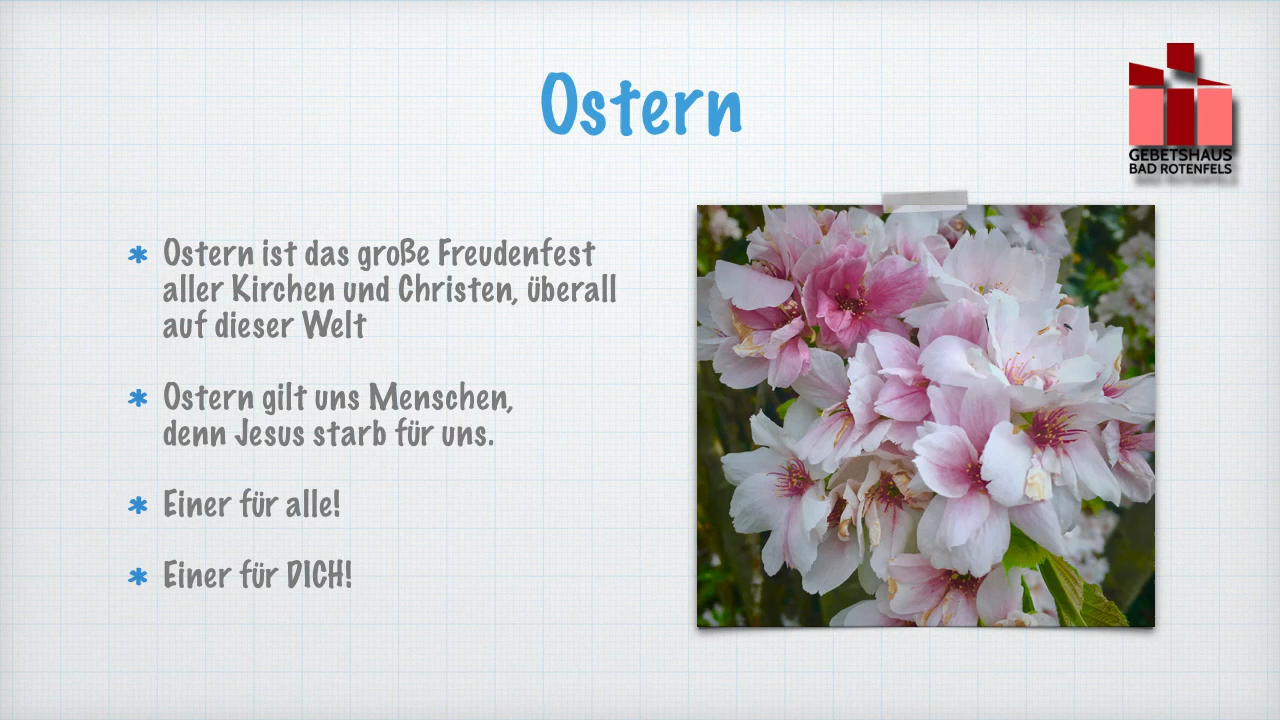 Ostern
GEBETSHAUS
BAD ROTENFELS
* Ostern ist das große Freudenfest
aller Kirchen und Christen, überall
auf dieser Welt
* Ostern gilt uns Menschen,
denn Jesus starb für uns.
* Einer für alle!
* Einer für DICH!